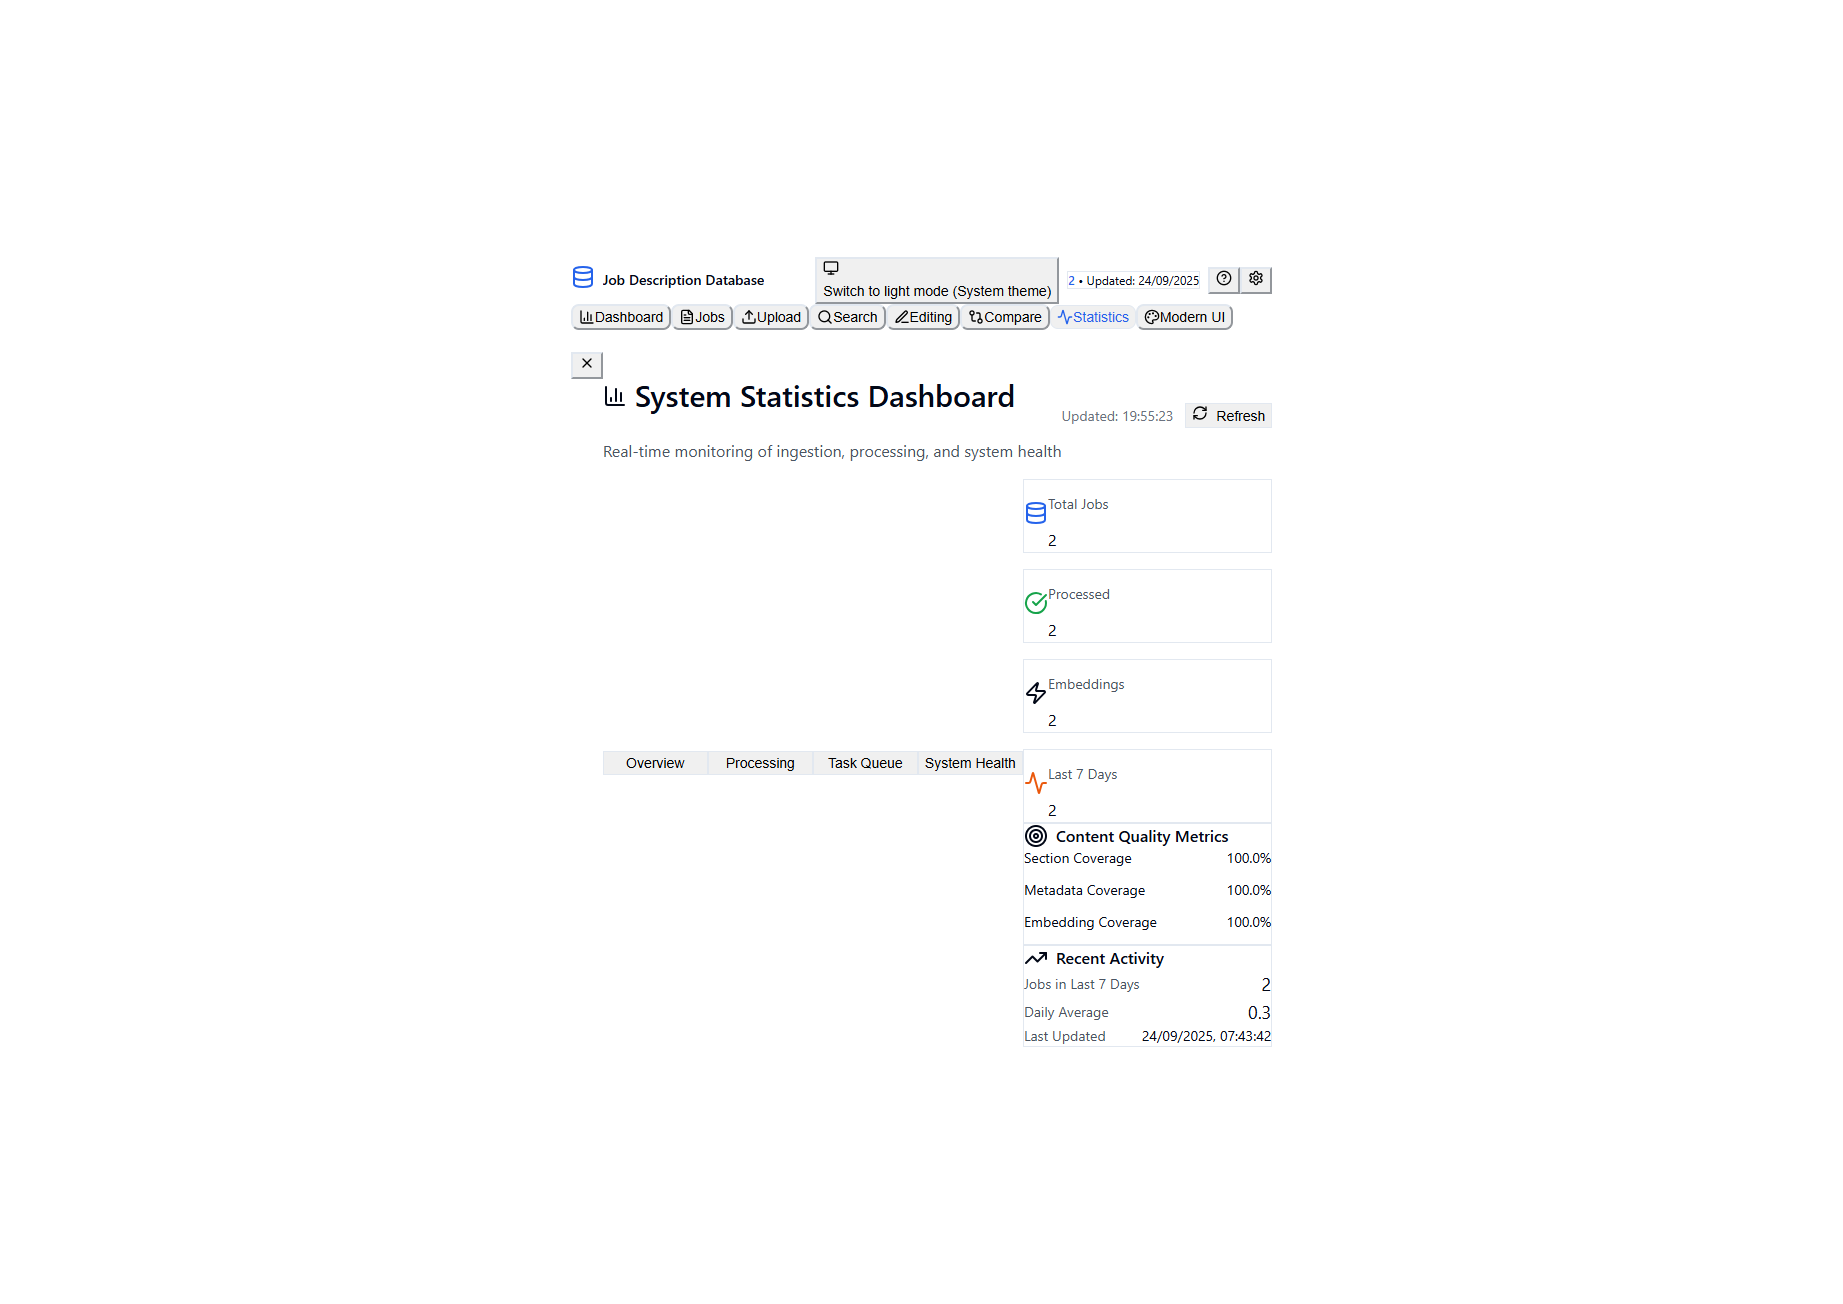 Job Description Database
Switch to light mode (System theme)
2 • Updated: 24/09/2025
Dashboard Jobs Upload Search Editing Compare Statistics Modern UI
System Statistics Dashboard
Updated: 19:55:23 Refresh
Real-time monitoring of ingestion, processing, and system health
Total Jobs
2
Processed
2
Embeddings
2
Overview Processing Task Queue System Health
Last 7 Days
2
Content Quality Metrics
Section Coverage 100.0%
Metadata Coverage 100.0%
Embedding Coverage 100.0%
Recent Activity
Jobs in Last 7 Days 2
Daily Average 0.3
Last Updated 24/09/2025, 07:43:42